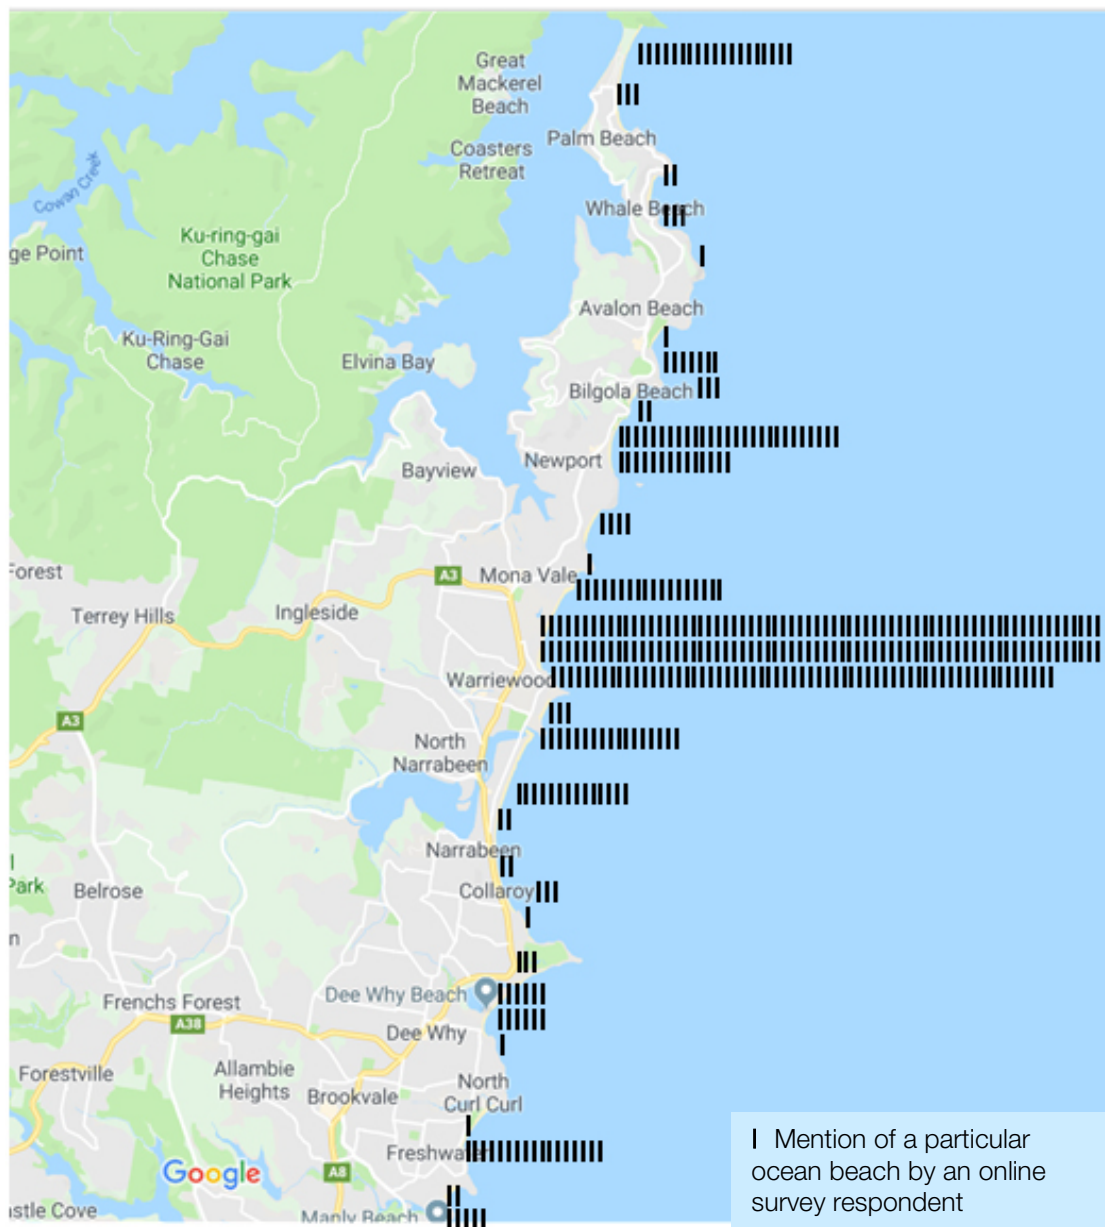 Great
Mackerel
Beach
Palm Beach
Coasters
Retreat
Cowan Creek
Whale Beach
Ku-ring-gai
Chase
National Park
ge Point
Avalon Beach
Ku-Ring-Gai
Chase
Elvina Bay
Bilgola Beach
Newport
Bayview
Forest
A3
Mona Vale
Terrey Hills
Ingleside
Warriewood
A3
North
Narrabeen
Narrabeen
l
Park
Belrose
Collaroy
n
Dee Why Beach
Frenchs Forest
A38
Dee Why
Forestville
Allambie
Heights
Brookvale
North
Curl Curl
Freshwater
Google
A8
stle Cove
Manly Beach
I Mention of a particular
ocean beach by an online
survey respondent